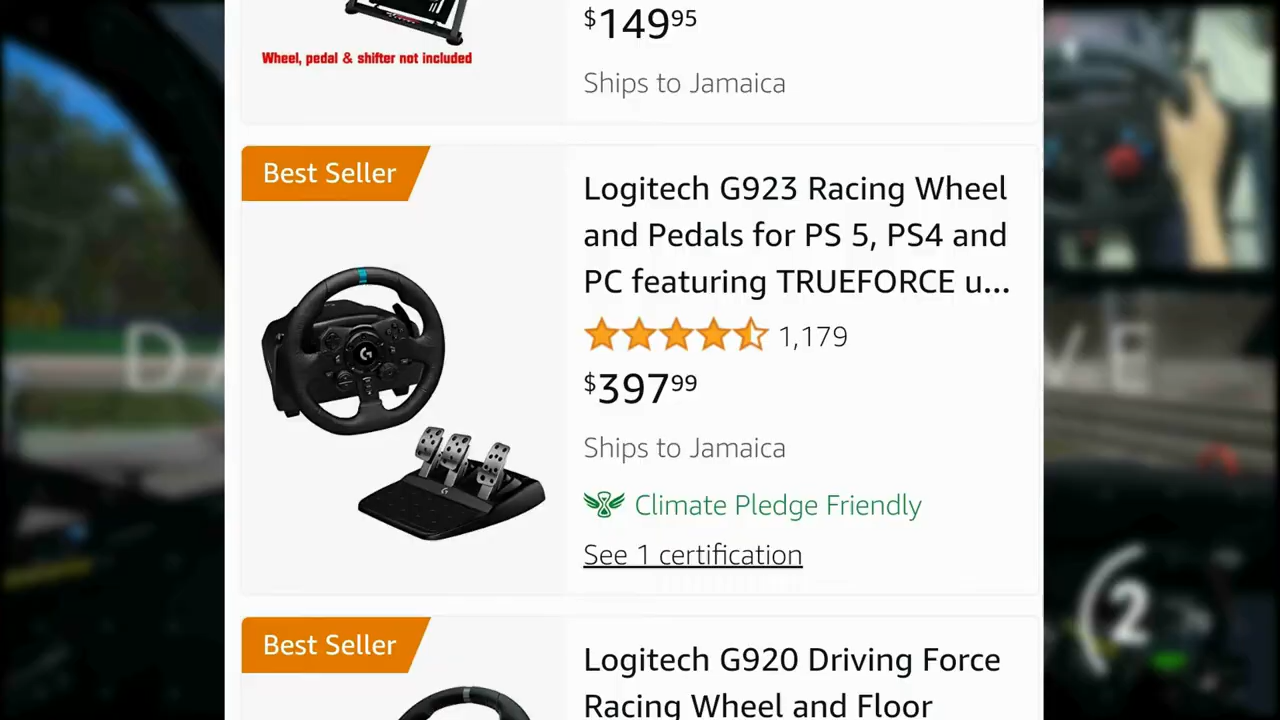 $149 95
Wheel, pedal & shifter not included
Ships to Jamaica
Best Seller
Logitech G923 Racing Wheel
and Pedals for PS 5, PS4 and
PC featuring TRUEFORCE u...
1,179
$397 99
Ships to Jamaica
Climate Pledge Friendly
See 1 certification
Best Seller
Logitech G920 Driving Force
Racing Wheel and Floor
2